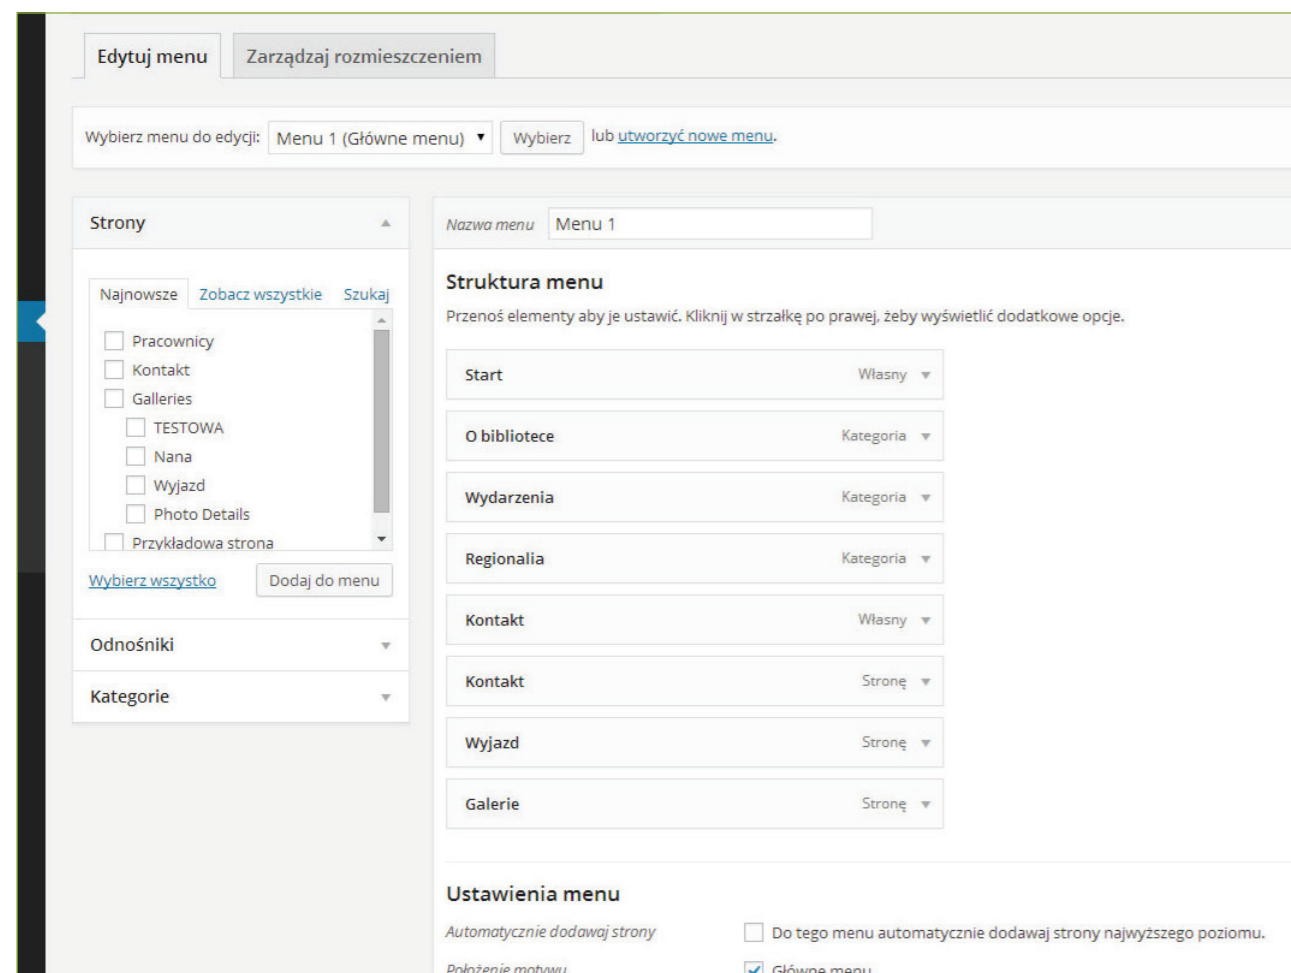 Edytuj menu Zarządzaj rozmieszczeniem
Wybierz menu do edycji: Menu 1 (Główne menu) Wybierz lub utworzyć nowe menu.
Strony
Najnowsze Zobacz wszystkie Szukaj
Pracownicy
Kontakt
Galleries
TESTOWA
Nana
Wyjazd
Photo Details
Przykładowa strona
Wybierz wszystko Dodaj do menu
Odnośniki
Kategorie
Nazwa menu Menu 1
Struktura menu
Przenoś elementy aby je ustawić. Kliknij w strzałkę po prawej, żeby wyświetlić dodatkowe opcje.
Start Własny
O bibliotece Kategoria
Wydarzenia Kategoria
Regionalia Kategoria
Kontakt Własny
Kontakt Stronę
Wyjazd Stronę
Galerie Stronę
Ustawienia menu
Automatycznie dodawaj strony Do tego menu automatycznie dodawaj strony najwyższego poziomu.
Położenie motywu Główne menu